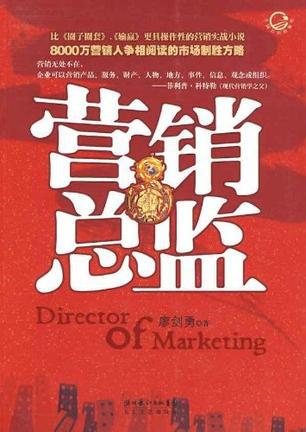 比《圈子圈套》、《输赢》更具操作性的营销实战小说
8000万营销人争相阅读的市场制胜方略
营销无处不在,
企业可以营销产品、服务、财产、人物、地方、事件、信息、观念或组织。
——菲利普·科特勒(现代营销学之父)
营销
总监
Director
of Marketing
廖剑勇 著